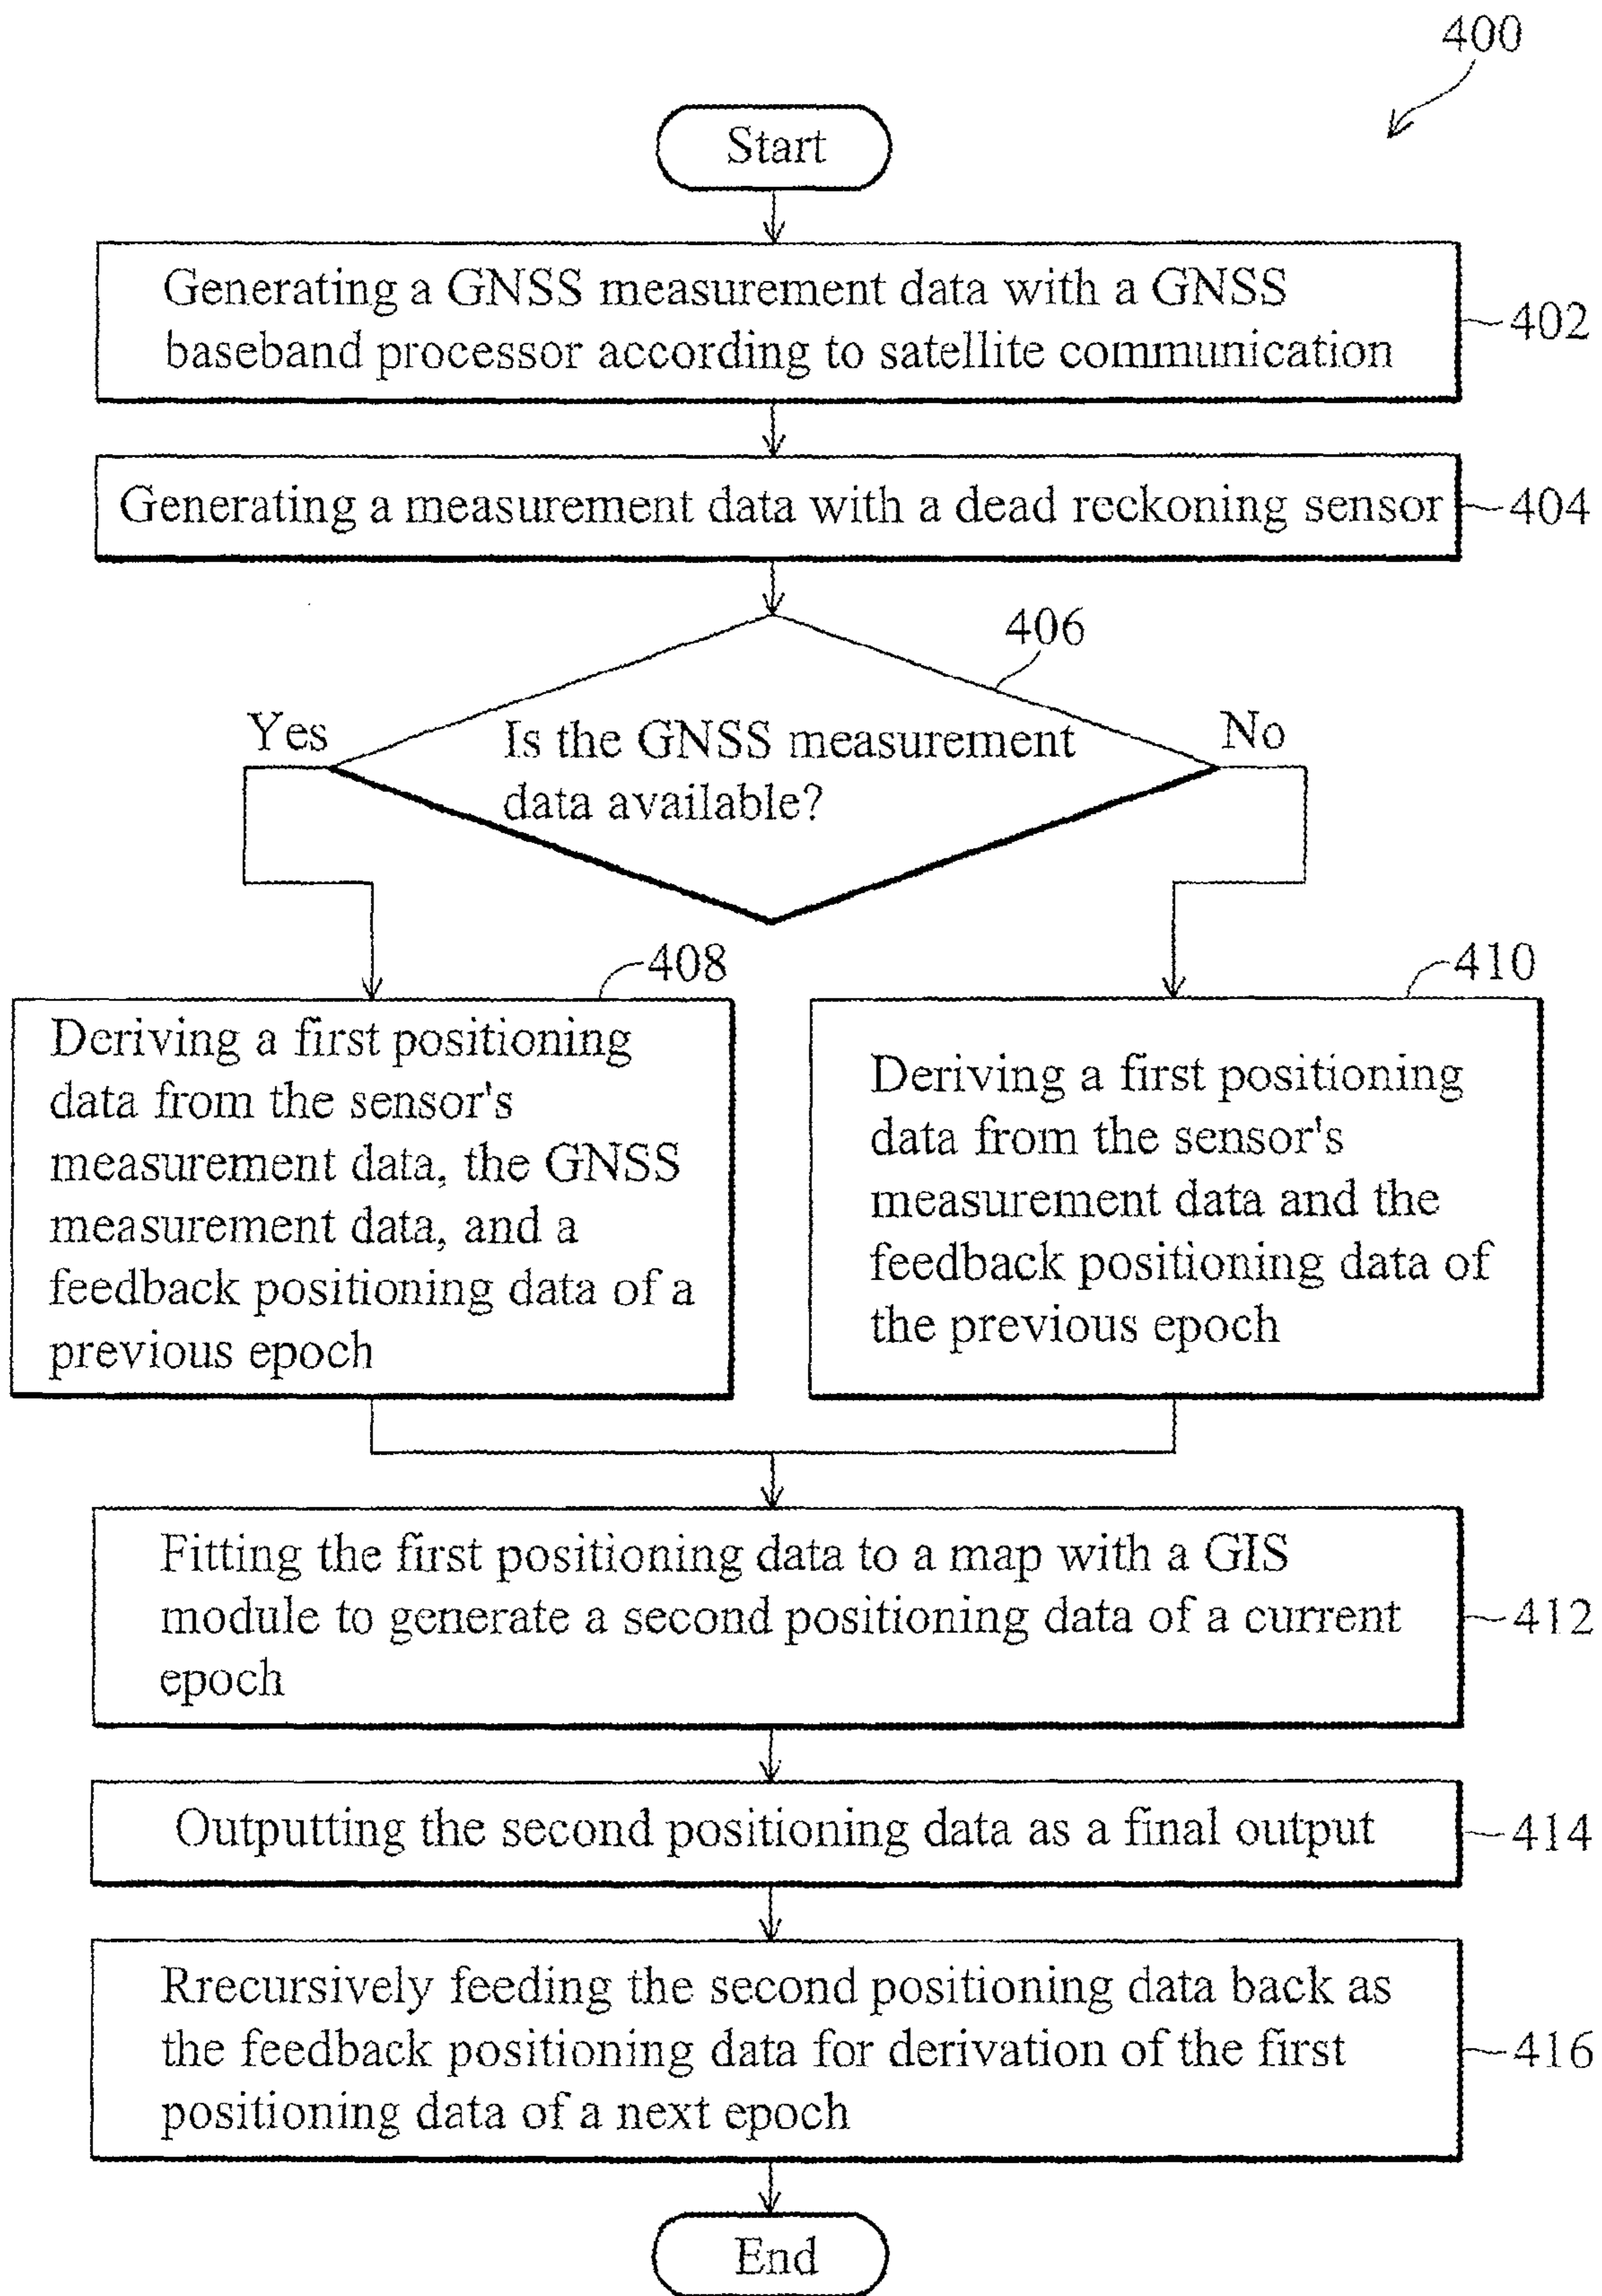 400
Start
Generating a GNSS measurement data with a GNSS
baseband processor according to satellite communication
402
Generating a measurement data with a dead reckoning sensor
404
406
Yes
Is the GNSS measurement
data available?
No
408
Deriving a first positioning
data from the sensor's
measurement data, the GNSS
measurement data, and a
feedback positioning data of a
previous epoch
410
Deriving a first positioning
data from the sensor's
measurement data and the
feedback positioning data of
the previous epoch
Fitting the first positioning data to a map with a GIS
module to generate a second positioning data of a current
epoch
412
Outputting the second positioning data as a final output
414
Rrecursively feeding the second positioning data back as
the feedback positioning data for derivation of the first
positioning data of a next epoch
416
End